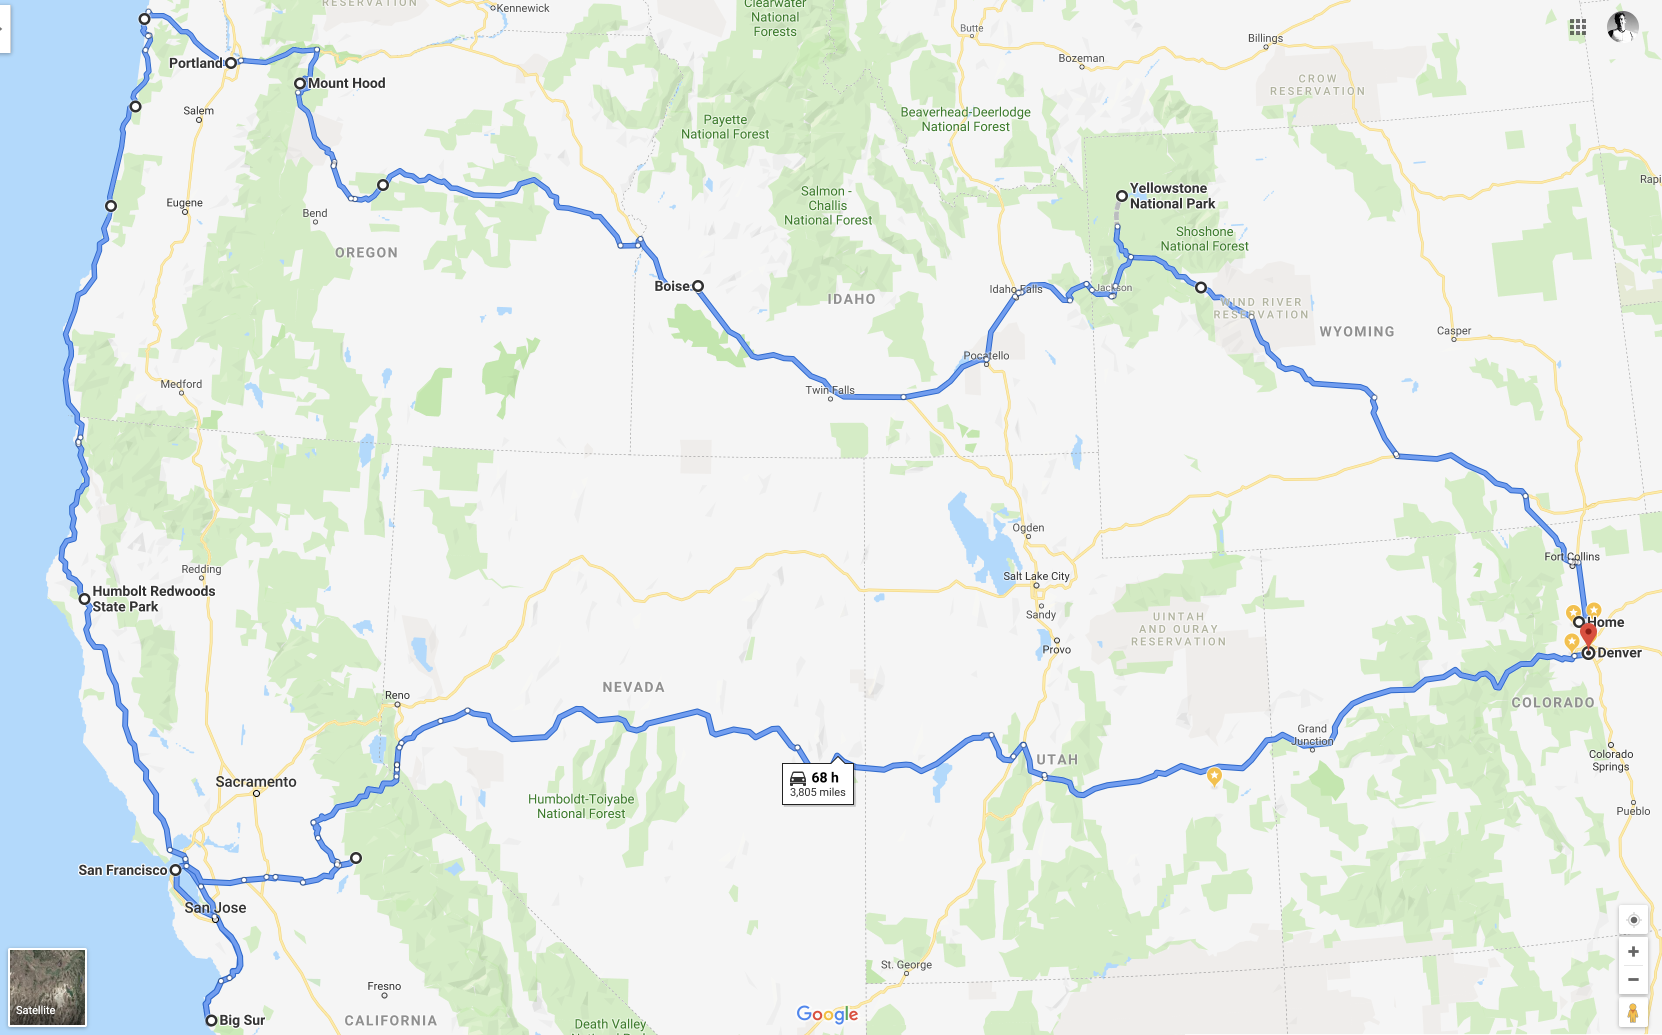 RESERVATION
Kennewick
Clearwater
National
Forests
Butte
Billings
Bozeman
Portland
Mount Hood
CROW
RESERVATION
Salem
Payette
National Forest
Beaverhead-Deerlodge
National Forest
Eugene
Bend
Salmon -
Challis
National Forest
Yellowstone
National Park
Rapi
Shoshone
National Forest
OREGON
Boise
IDAHO
Idaho Falls
Jackson
WIND RIVER
RESERVATION
WYOMING
Casper
Pocatello
Medford
Twin Falls
Ogden
Fort Collins
Redding
Salt Lake City
Humbolt Redwoods
State Park
Sandy
UINTAH
AND OURAY
RESERVATION
Home
Provo
Denver
Reno
NEVADA
COLORADO
Grand
Junction
UTAH
Colorado
Springs
Sacramento
68 h
3,805 miles
Humboldt-Toiyabe
National Forest
Pueblo
San Francisco
San Jose
St. George
Fresno
Satellite
Big Sur
CALIFORNIA
Google
Death Valley